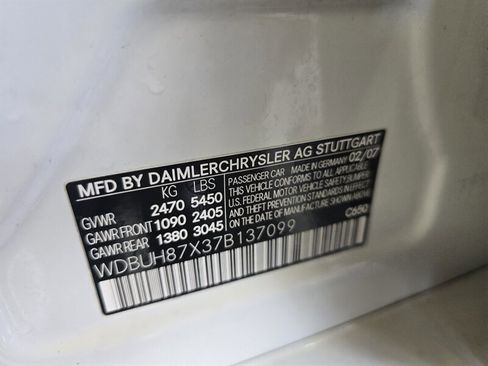 MFD BY DAIMLERCHRYSLER AG STUTTGART
KG LBS
GVWR 2470 5450
GAWR FRONT 1090 2405
GAWR REAR 1380 3045
PASSENGER CAR MADE IN GERMANY 02/07
THIS VEHICLE CONFORMS TO ALL APPLICABLE
U.S. FEDERAL MOTOR VEHICLE SAFETY, BUMPER,
AND THEFT PREVENTION STANDARDS IN EFFECT
ON THE DATE OF MANUFACTURE SHOWN ABOVE
WDBUH87X37B137099
C650